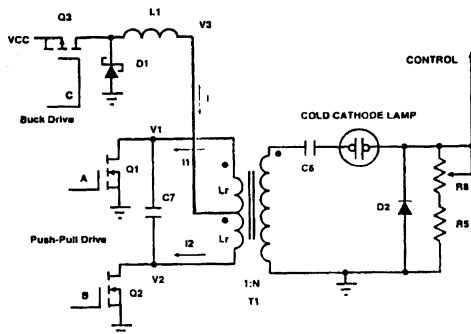 Q3
L1
V3
VCC
D1
C
Buck Drive
I
CONTROL
V1
COLD CATHODE LAMP
I1
A
Q1
C7
Lr
Lr
C6
D2
R8
R5
Push-Pull Drive
I2
V2
B
Q2
1:N
T1